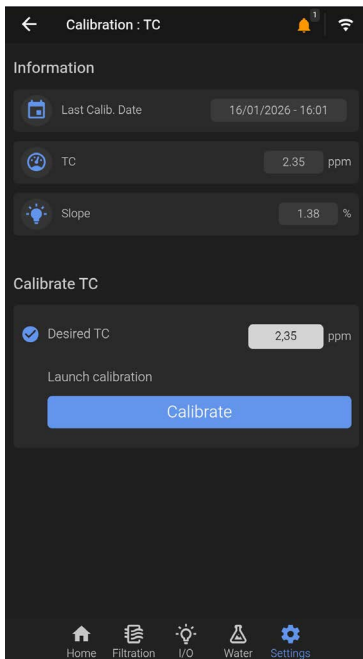 Calibration : TC
1
Information
Last Calib. Date 16/01/2026 - 16:01
TC 2.35 ppm
Slope 1.38 %
Calibrate TC
Desired TC 2,35 ppm
Launch calibration
Calibrate
Home Filtration I/O Water Settings